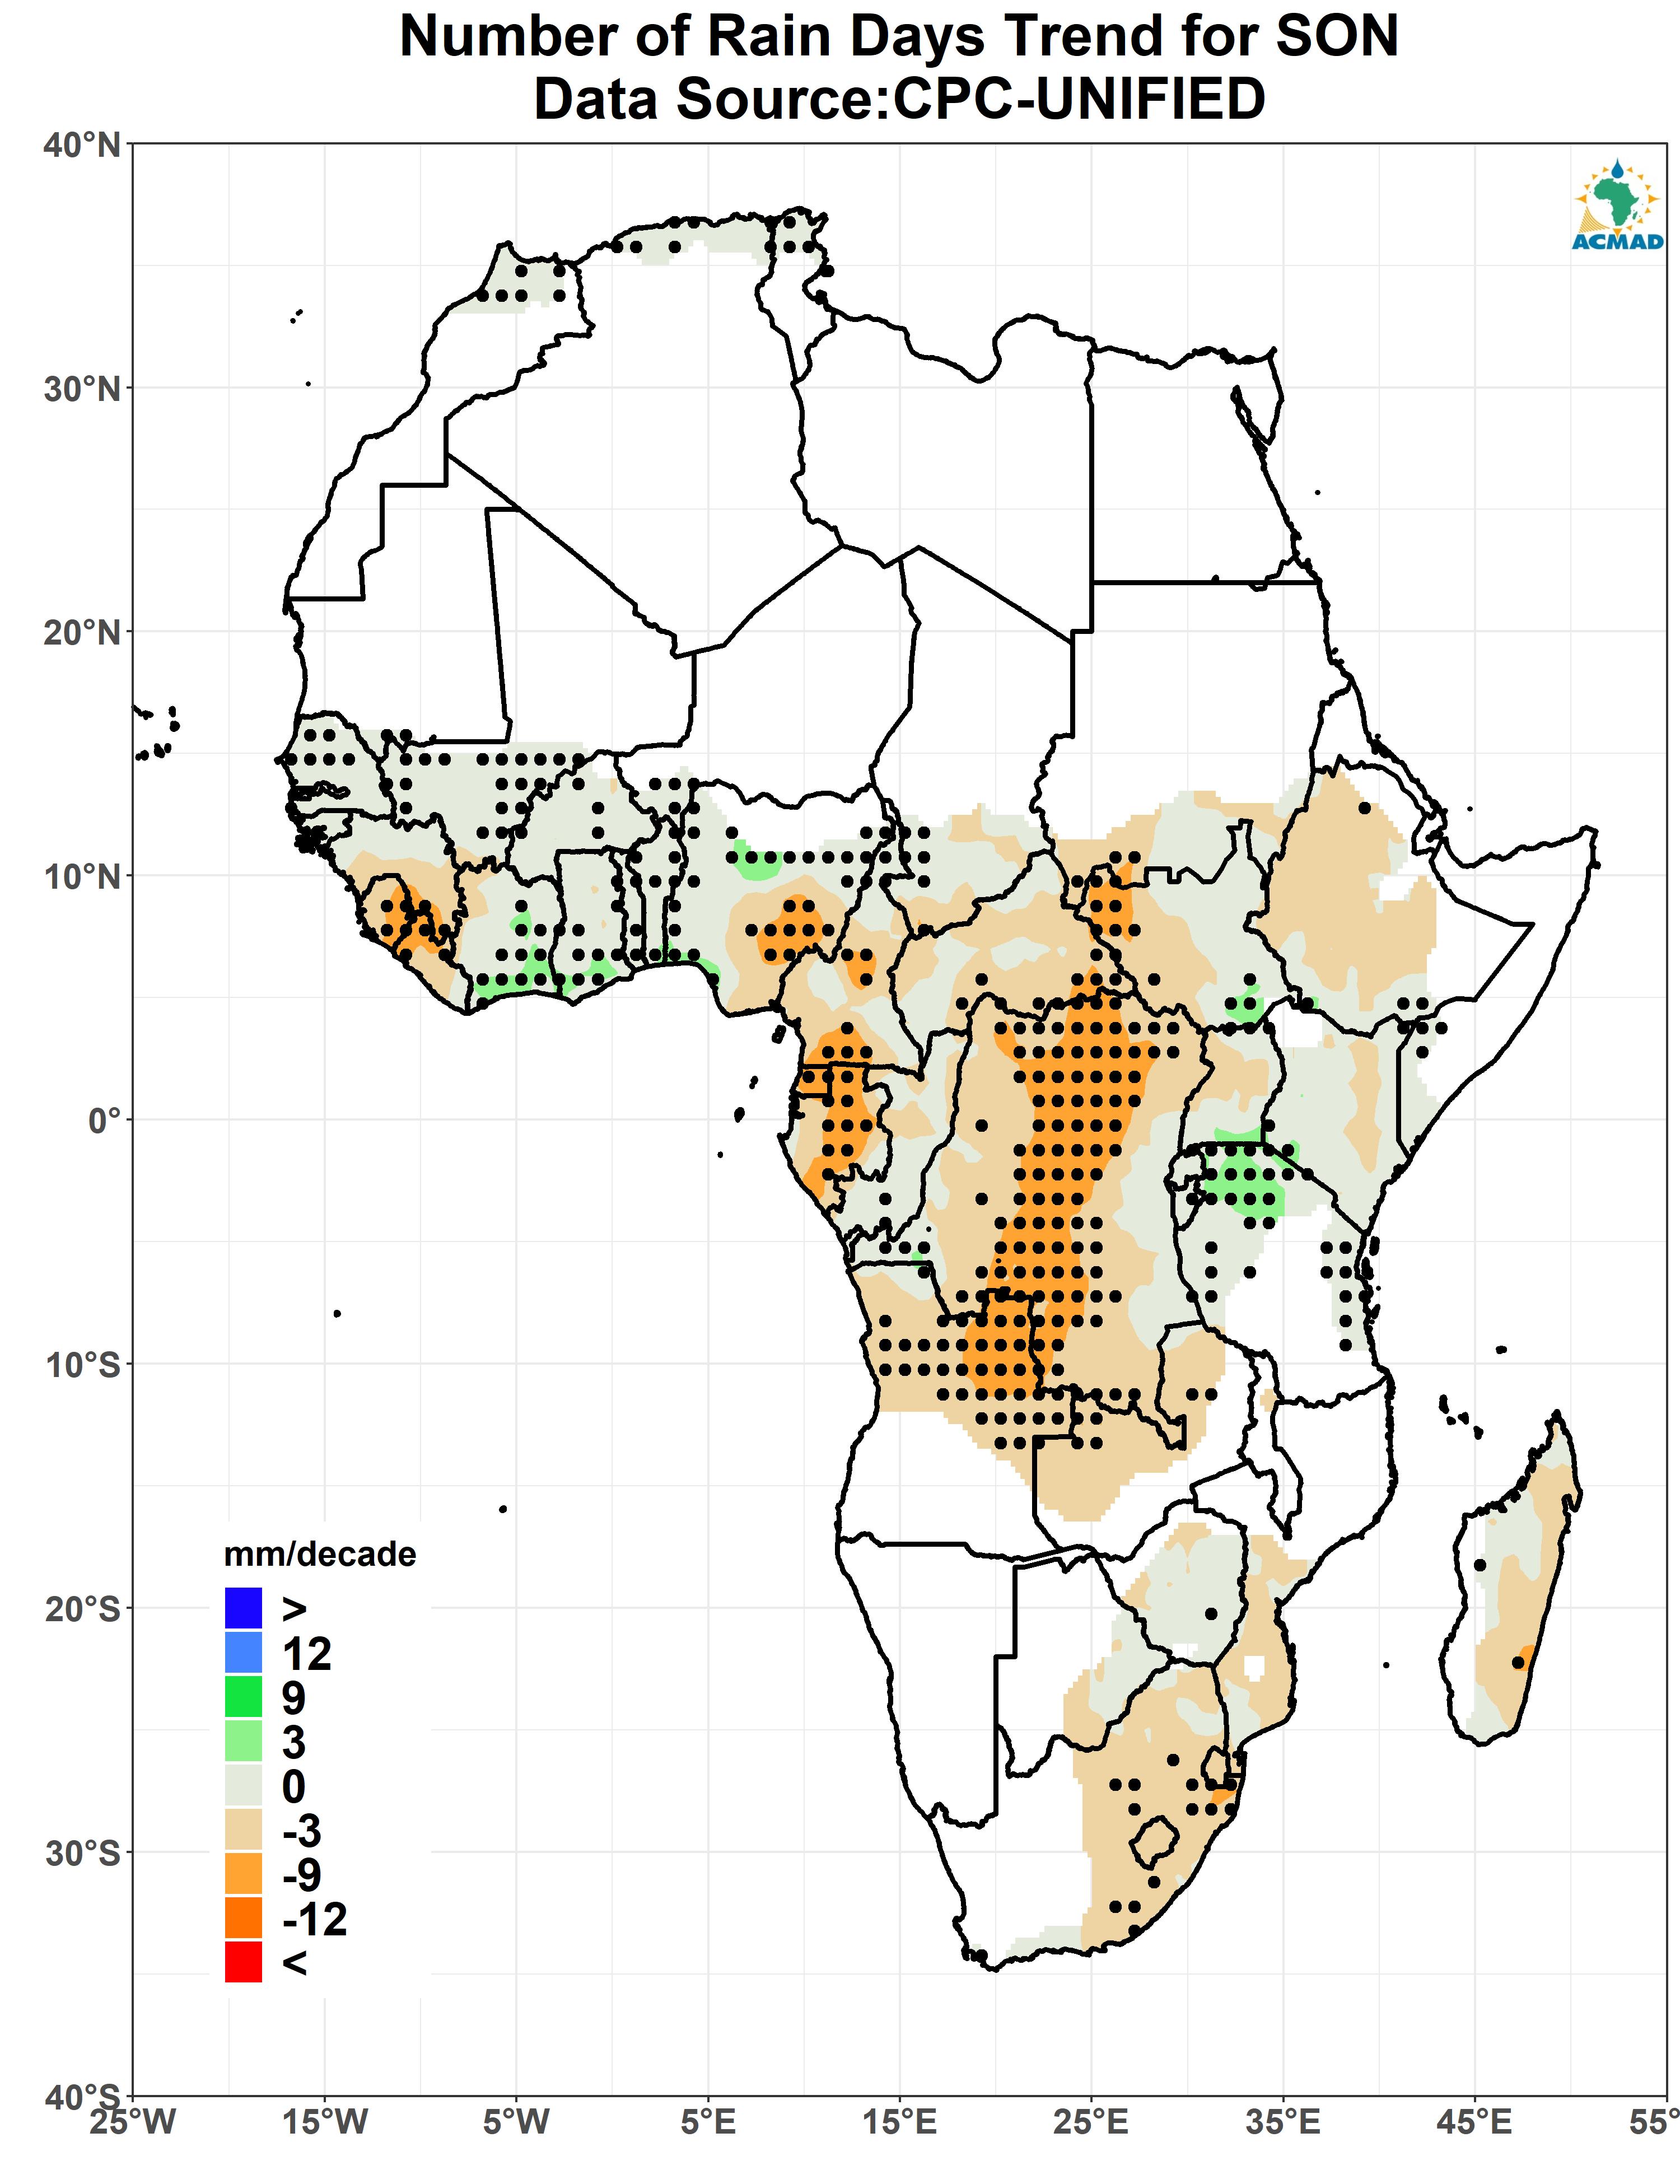 Number of Rain Days Trend for SON
Data Source:CPC-UNIFIED
40°N
30°N
20°N
10°N
0°
10°S
20°S
30°S
40°S
ACMAD
mm/decade
>
12
9
3
0
-3
-9
-12
<
25°W 15°W 5°W 5°E 15°E 25°E 35°E 45°E 55°